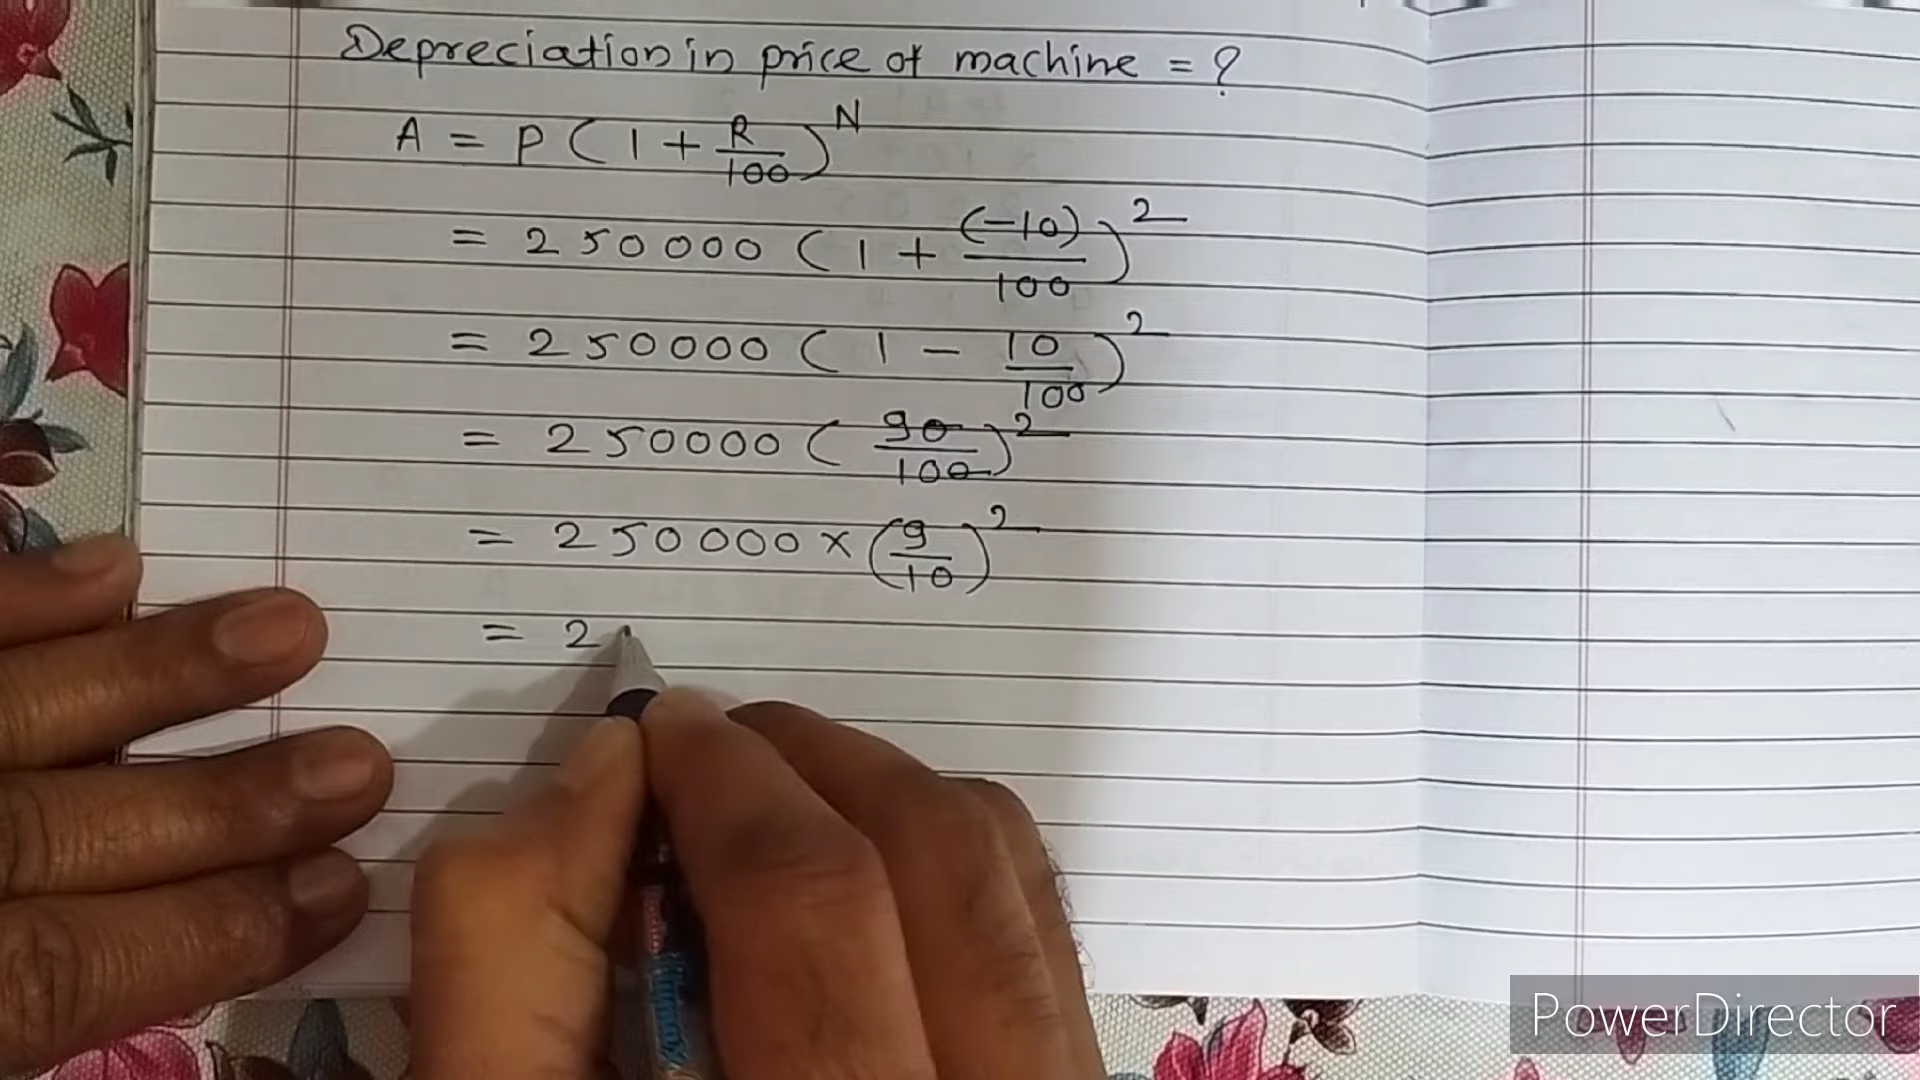 Depreciation in price of machine = ?
A = P ( 1 + R/100 )^N
= 250000 ( 1 + (-10)/100 )^2
= 250000 ( 1 - 10/100 )^2
= 250000 ( 90/100 )^2
= 250000 × ( 9/10 )^2
= 2
PowerDirector